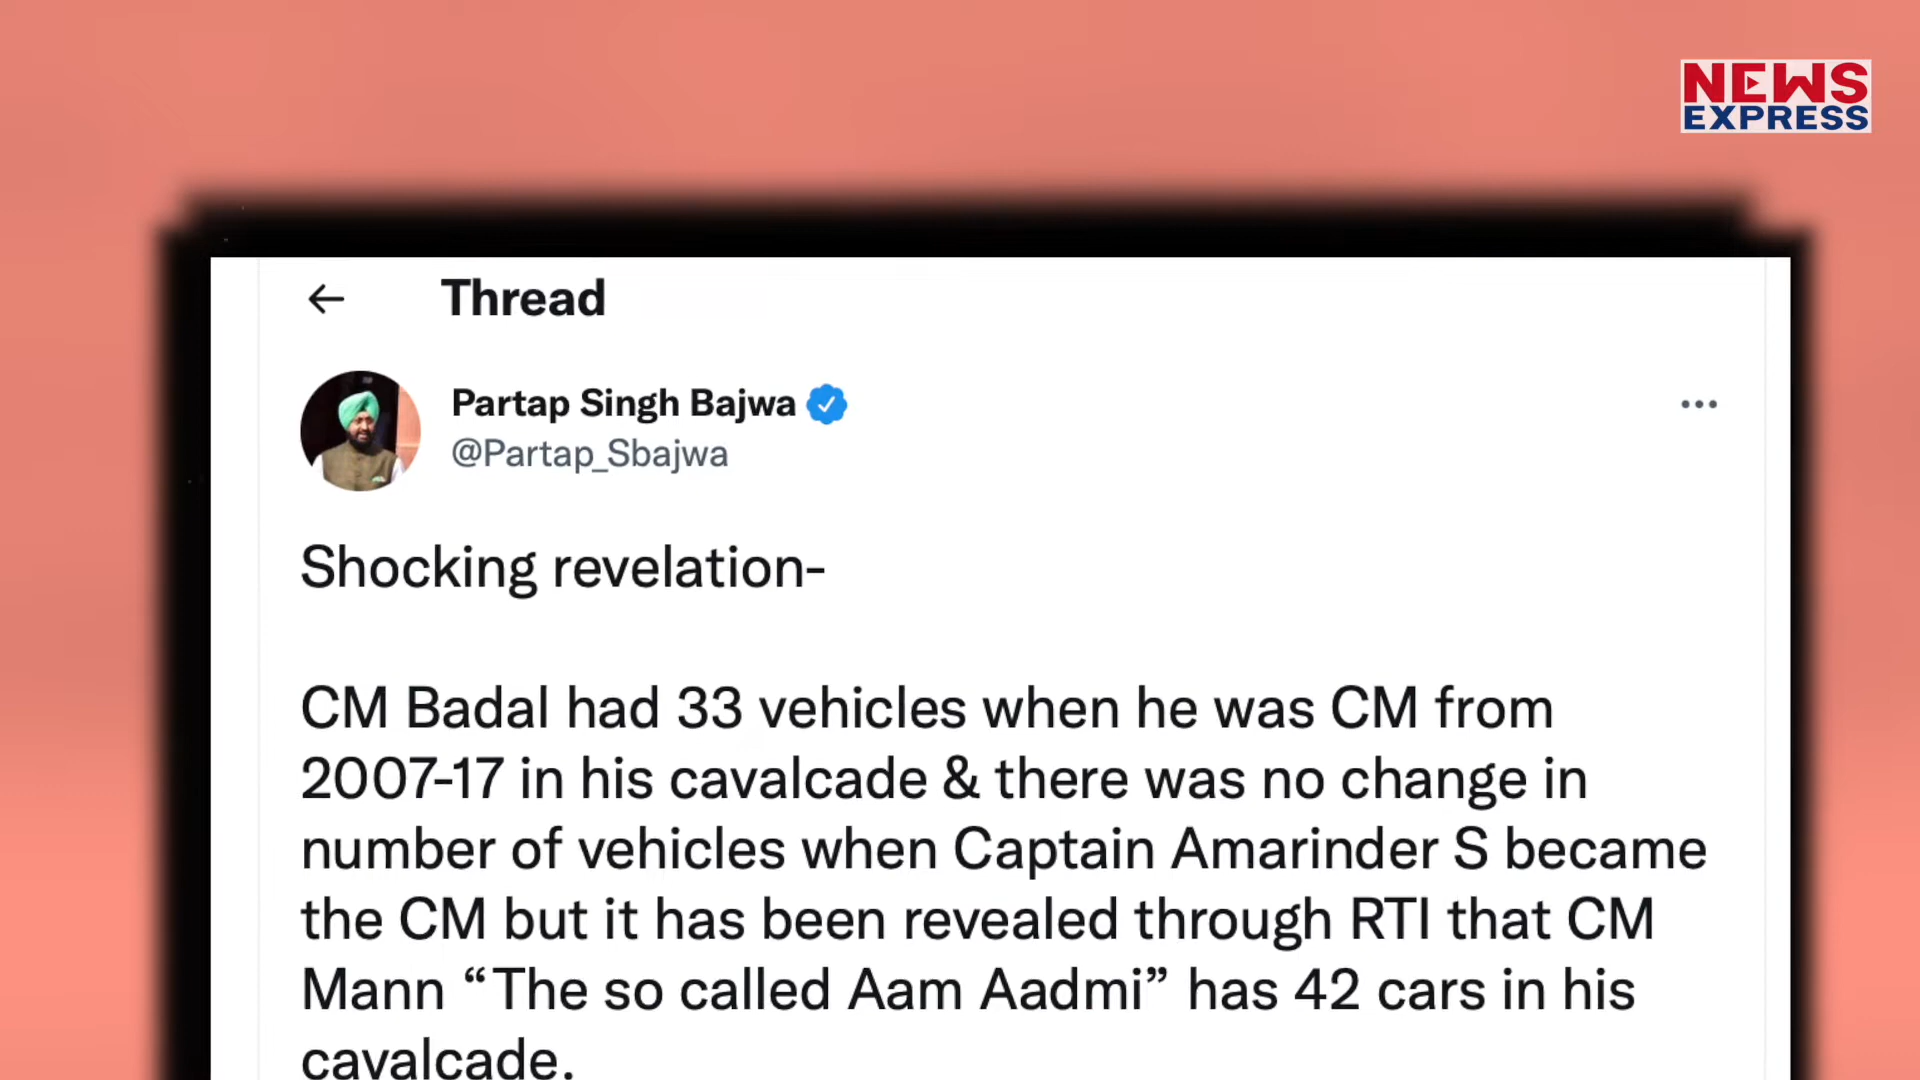 NEWS
EXPRESS
Thread
Partap Singh Bajwa
@Partap_Sbajwa
Shocking revelation-
CM Badal had 33 vehicles when he was CM from
2007-17 in his cavalcade & there was no change in
number of vehicles when Captain Amarinder S became
the CM but it has been revealed through RTI that CM
Mann “The so called Aam Aadmi” has 42 cars in his
cavalcade.